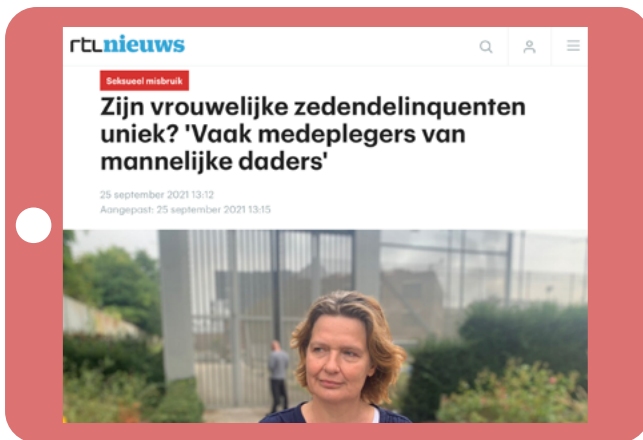 rtlnieuws
Seksueel misbruik
Zijn vrouwelijke zedendelinquenten
uniek? 'Vaak medeplegers van
mannelijke daders'
25 september 2021 13:12
Aangepast: 25 september 2021 13:15